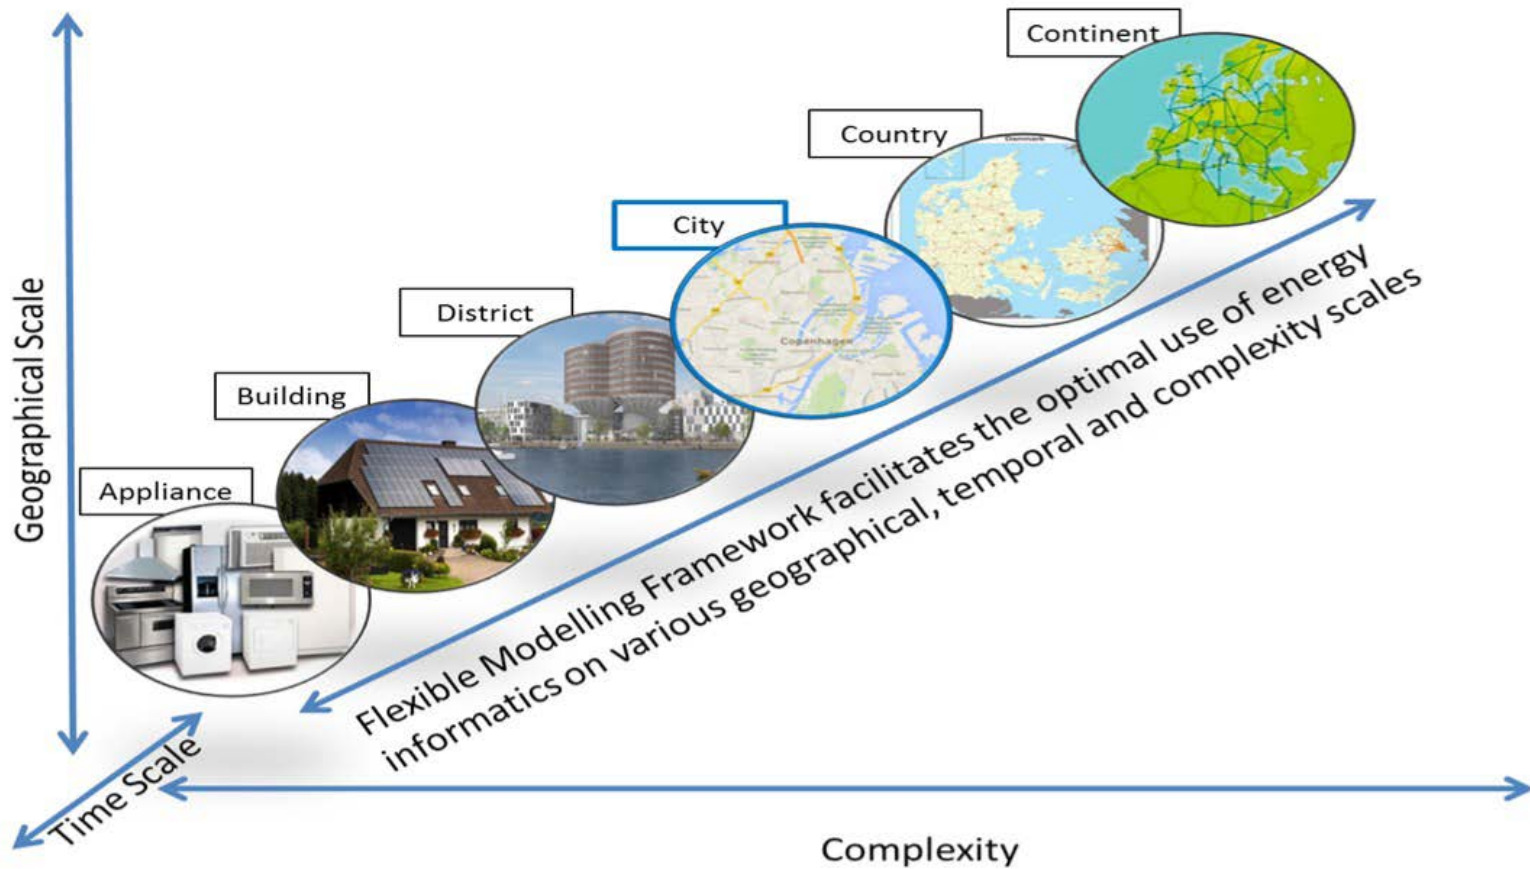 Continent
Country
City
District
Building
Appliance
Danmark
Copenhagen
Geographical Scale
Time Scale
Complexity
Flexible Modelling Framework facilitates the optimal use of energy
informatics on various geographical, temporal and complexity scales